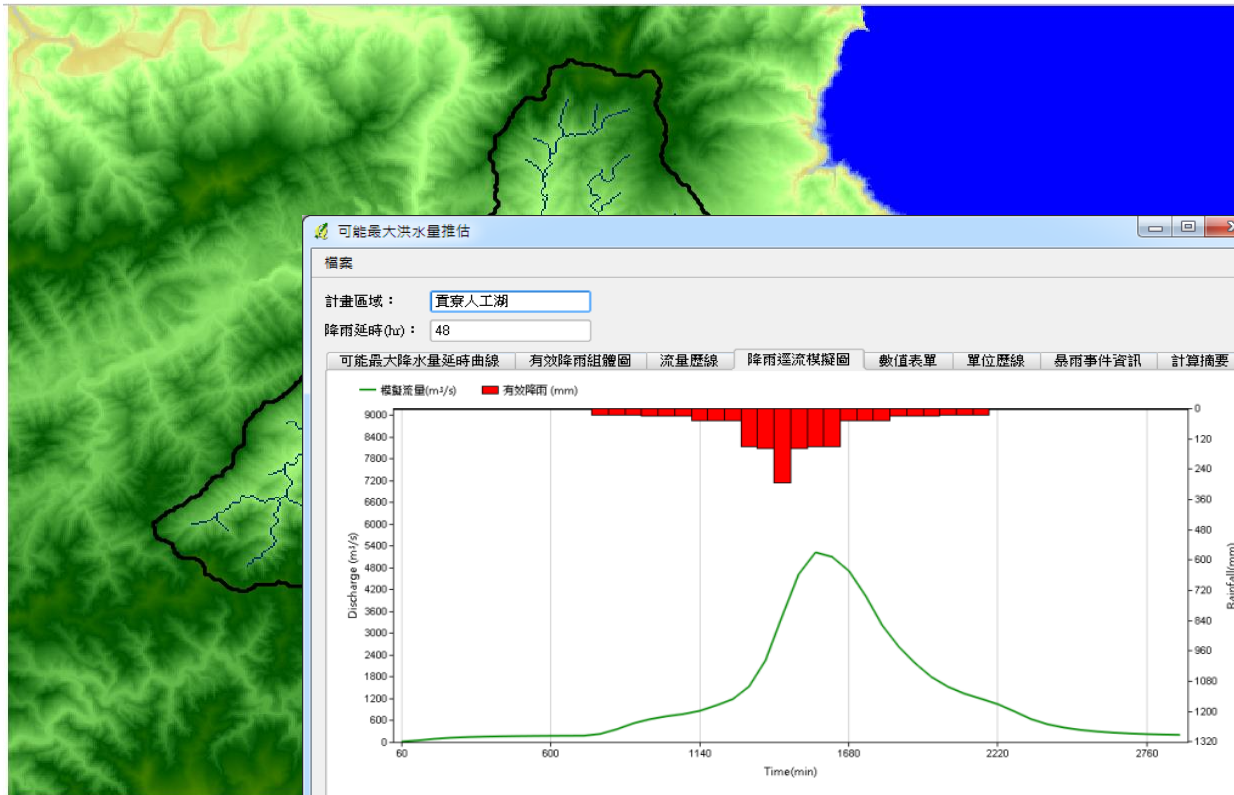 可能最大洪水量推估
檔案
計畫區域：
貢寮人工湖
降雨延時(hr)：
48
可能最大降水量延時曲線 有效降雨組體圖 流量歷線 降雨逕流模擬圖 數值表單 單位歷線 暴雨事件資訊 計算摘要
模擬流量(m³/s) 有效降雨 (mm)
9000
8400
7800
7200
6600
6000
5400
4800
4200
3600
3000
2400
1800
1200
600
0
Discharge (m³/s)
0
120
240
360
480
600
720
840
960
1080
1200
1320
Rainfall(mm)
60 600 1140 1680 2220 2760
Time(min)